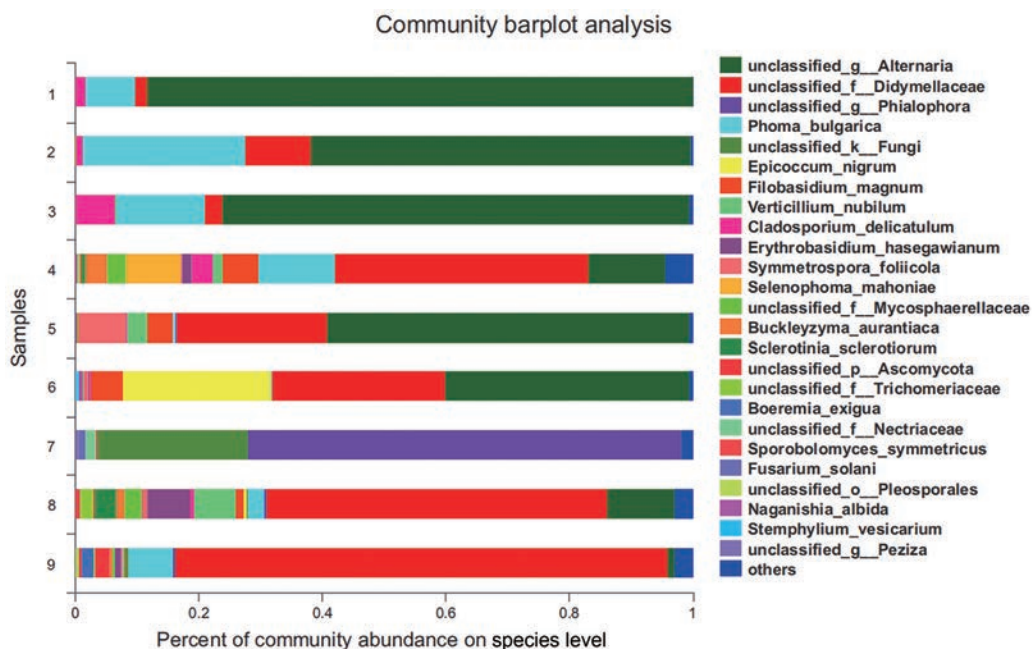 Community barplot analysis
1
2
3
4
5
6
7
8
9
Samples
0
0.2
0.4
0.6
0.8
1
Percent of community abundance on species level
unclassified_g__Alternaria
unclassified_f__Didymellaceae
unclassified_g__Phialophora
Phoma_bulgarica
unclassified_k__Fungi
Epicoccum_nigrum
Filobasidium_magnum
Verticillium_nubilum
Cladosporium_delicatulum
Erythrobasidium_hasegawianum
Symmetrospora_foliicola
Selenophoma_mahoniae
unclassified_f__Mycosphaerellaceae
Buckleyzyma_aurantiaca
Sclerotinia_sclerotiorum
unclassified_p__Ascomycota
unclassified_f__Trichomeriaceae
Boeremia_exigua
unclassified_f__Nectriaceae
Sporobolomyces_symmetricus
Fusarium_solani
unclassified_o__Pleosporales
Naganishia_albida
Stemphylium_vesicarium
unclassified_g__Peziza
others